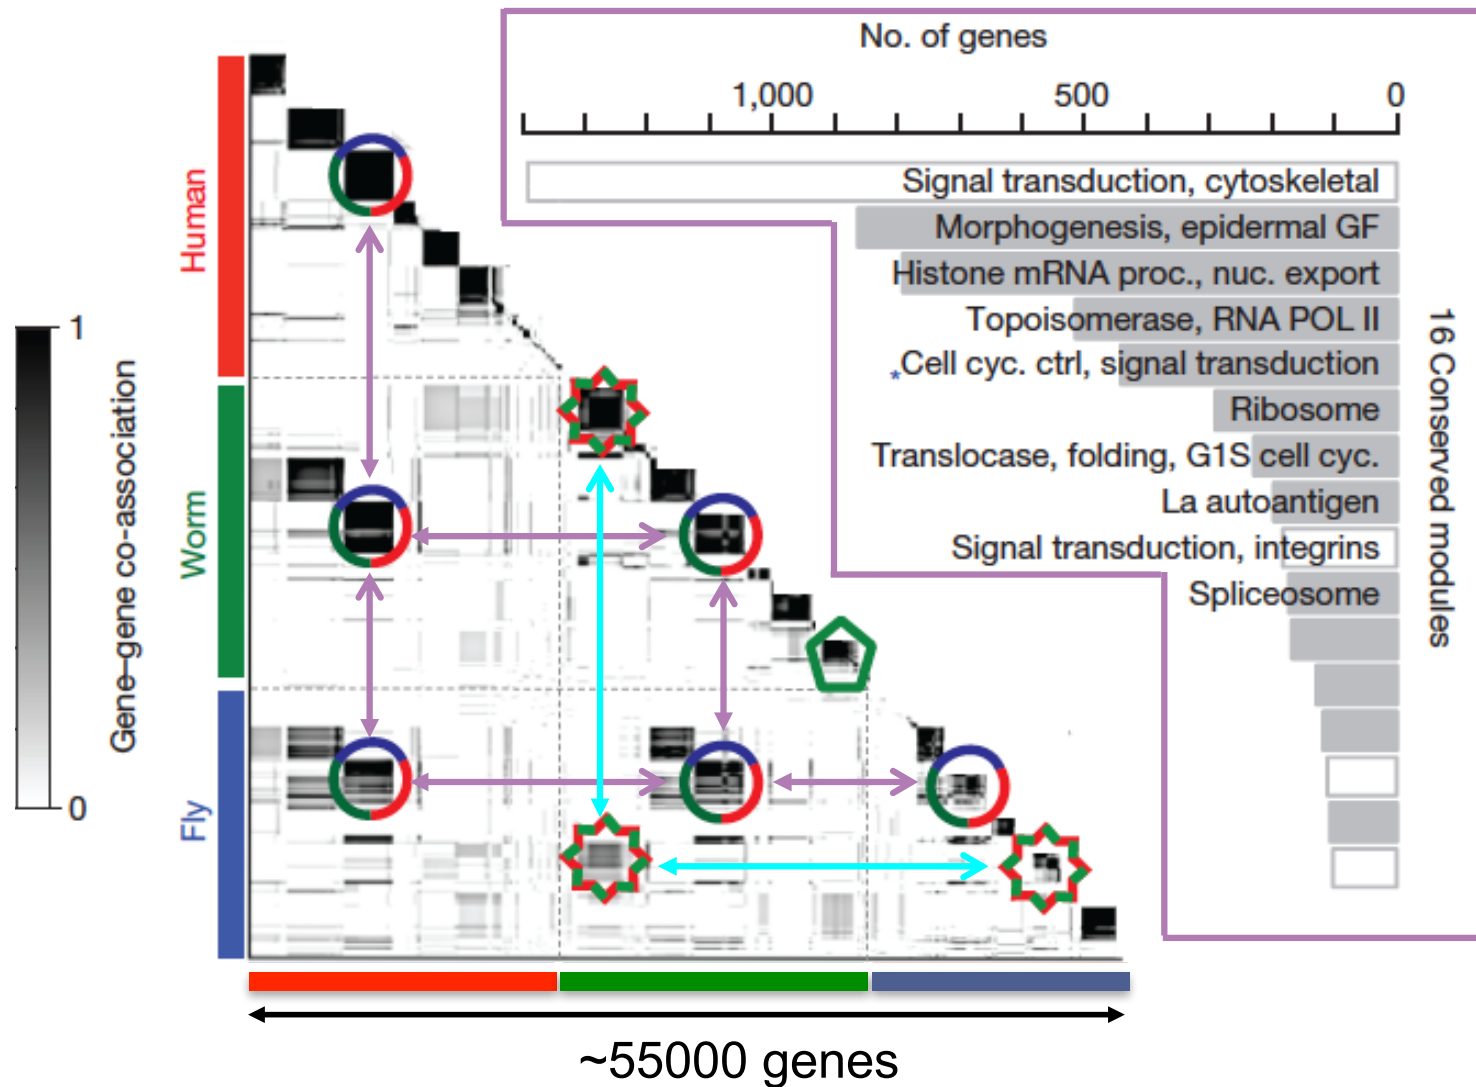 No. of genes
1,000
500
0
Signal transduction, cytoskeletal
Morphogenesis, epidermal GF
Histone mRNA proc., nuc. export
Topoisomerase, RNA POL II
*Cell cyc. ctrl, signal transduction
Ribosome
Translocase, folding, G1S cell cyc.
La autoantigen
Signal transduction, integrins
Spliceosome
16 Conserved modules
Human
Worm
Fly
1
0
Gene–gene co-association
~55000 genes